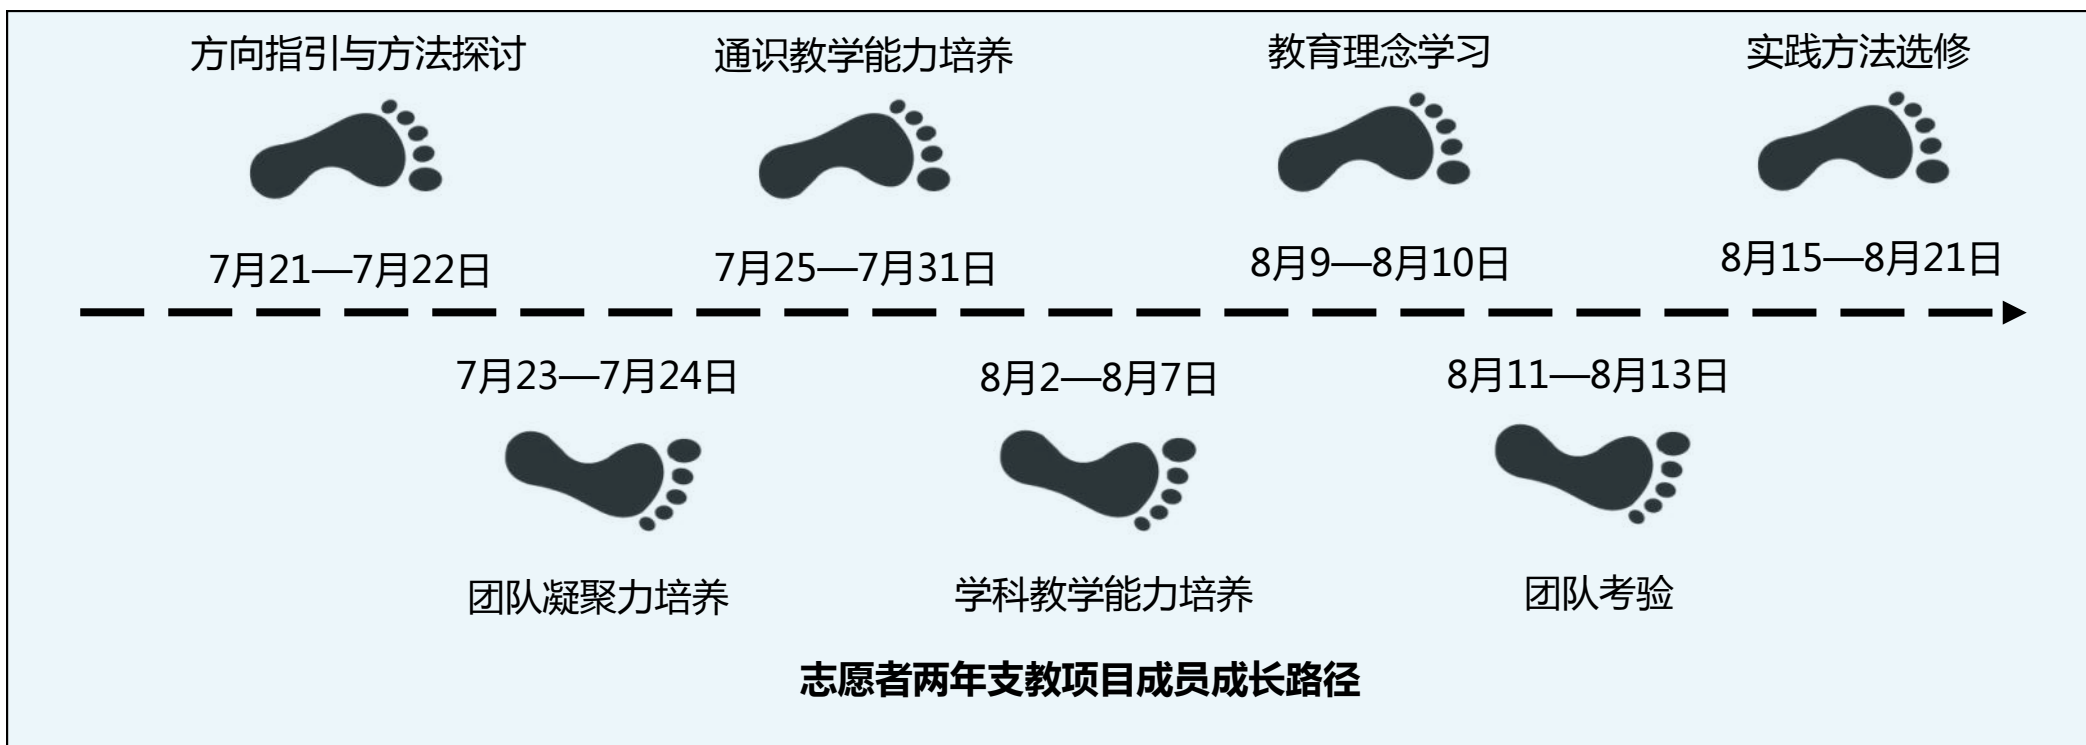 方向指引与方法探讨
通识教学能力培养
教育理念学习
实践方法选修
7月21—7月22日
7月25—7月31日
8月9—8月10日
8月15—8月21日
7月23—7月24日
8月2—8月7日
8月11—8月13日
团队凝聚力培养
学科教学能力培养
团队考验
志愿者两年支教项目成员成长路径